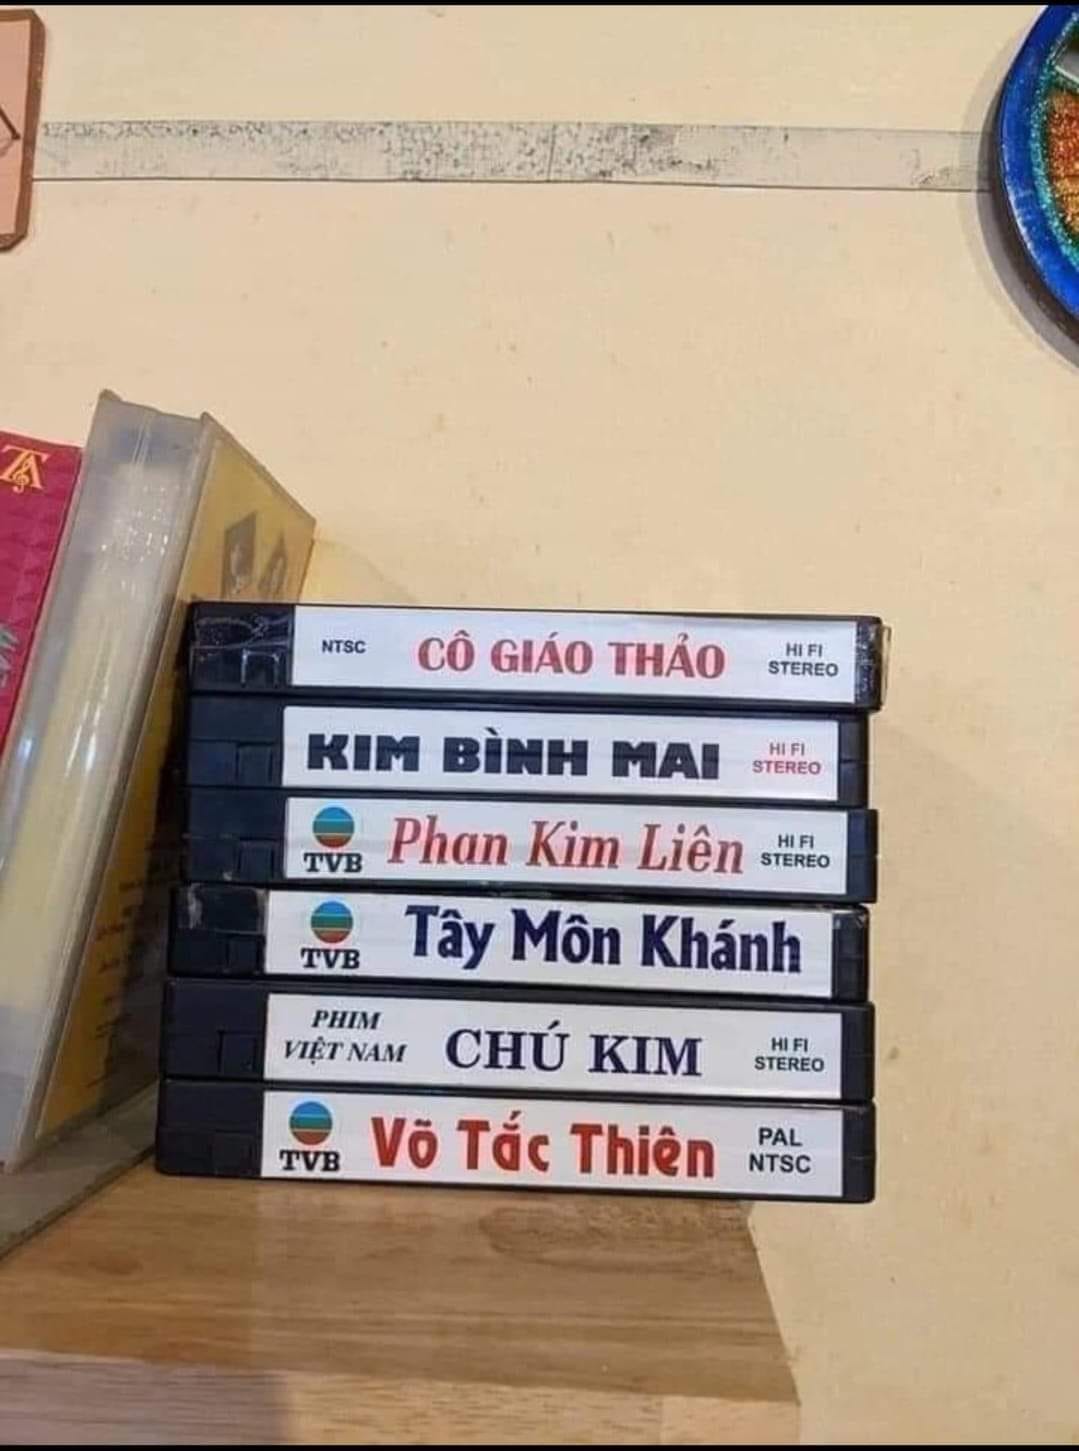 TA
NTSC
CÔ GIÁO THẢO
HI FI
STEREO
KIM BÌNH MAI
HI FI
STEREO
TVB
Phan Kim Liên
HI FI
STEREO
TVB
Tây Môn Khánh
PHIM
VIỆT NAM
CHÚ KIM
HI FI
STEREO
TVB
Võ Tắc Thiên
PAL
NTSC